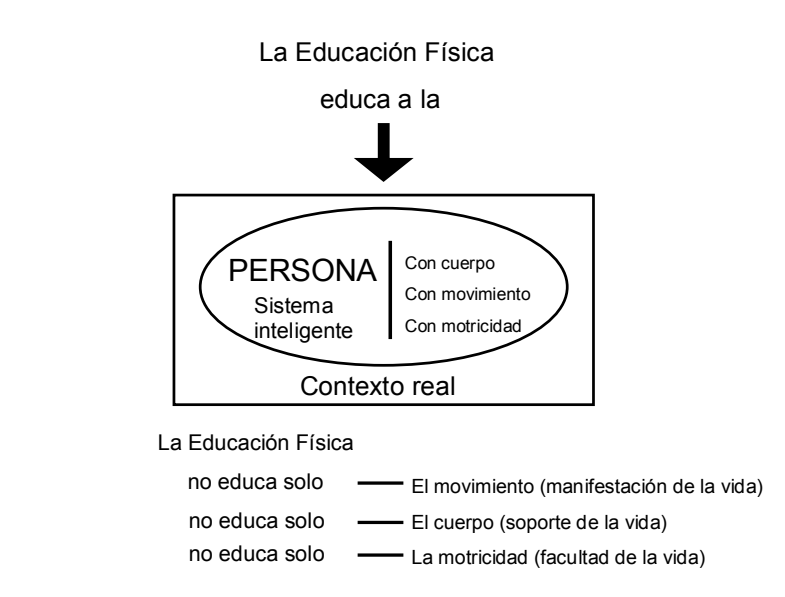 La Educación Física
educa a la
PERSONA
Sistema
inteligente
Con cuerpo
Con movimiento
Con motricidad
Contexto real
La Educación Física
no educa solo El movimiento (manifestación de la vida)
no educa solo El cuerpo (soporte de la vida)
no educa solo La motricidad (facultad de la vida)